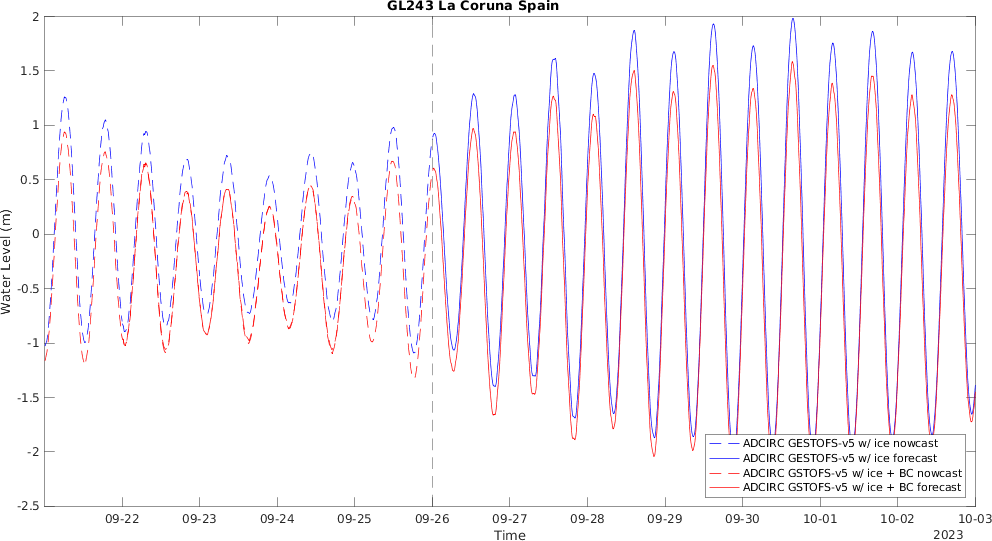 GL243 La Coruna Spain
2
1.5
1
0.5
0
-0.5
-1
-1.5
-2
-2.5
Water Level (m)
ADCIRC GESTOFS-v5 w/ ice nowcast
ADCIRC GESTOFS-v5 w/ ice forecast
ADCIRC GSTOFS-v5 w/ ice + BC nowcast
ADCIRC GSTOFS-v5 w/ ice + BC forecast
09-22 09-23 09-24 09-25 09-26 09-27 09-28 09-29 09-30 10-01 10-02 10-03
Time 2023